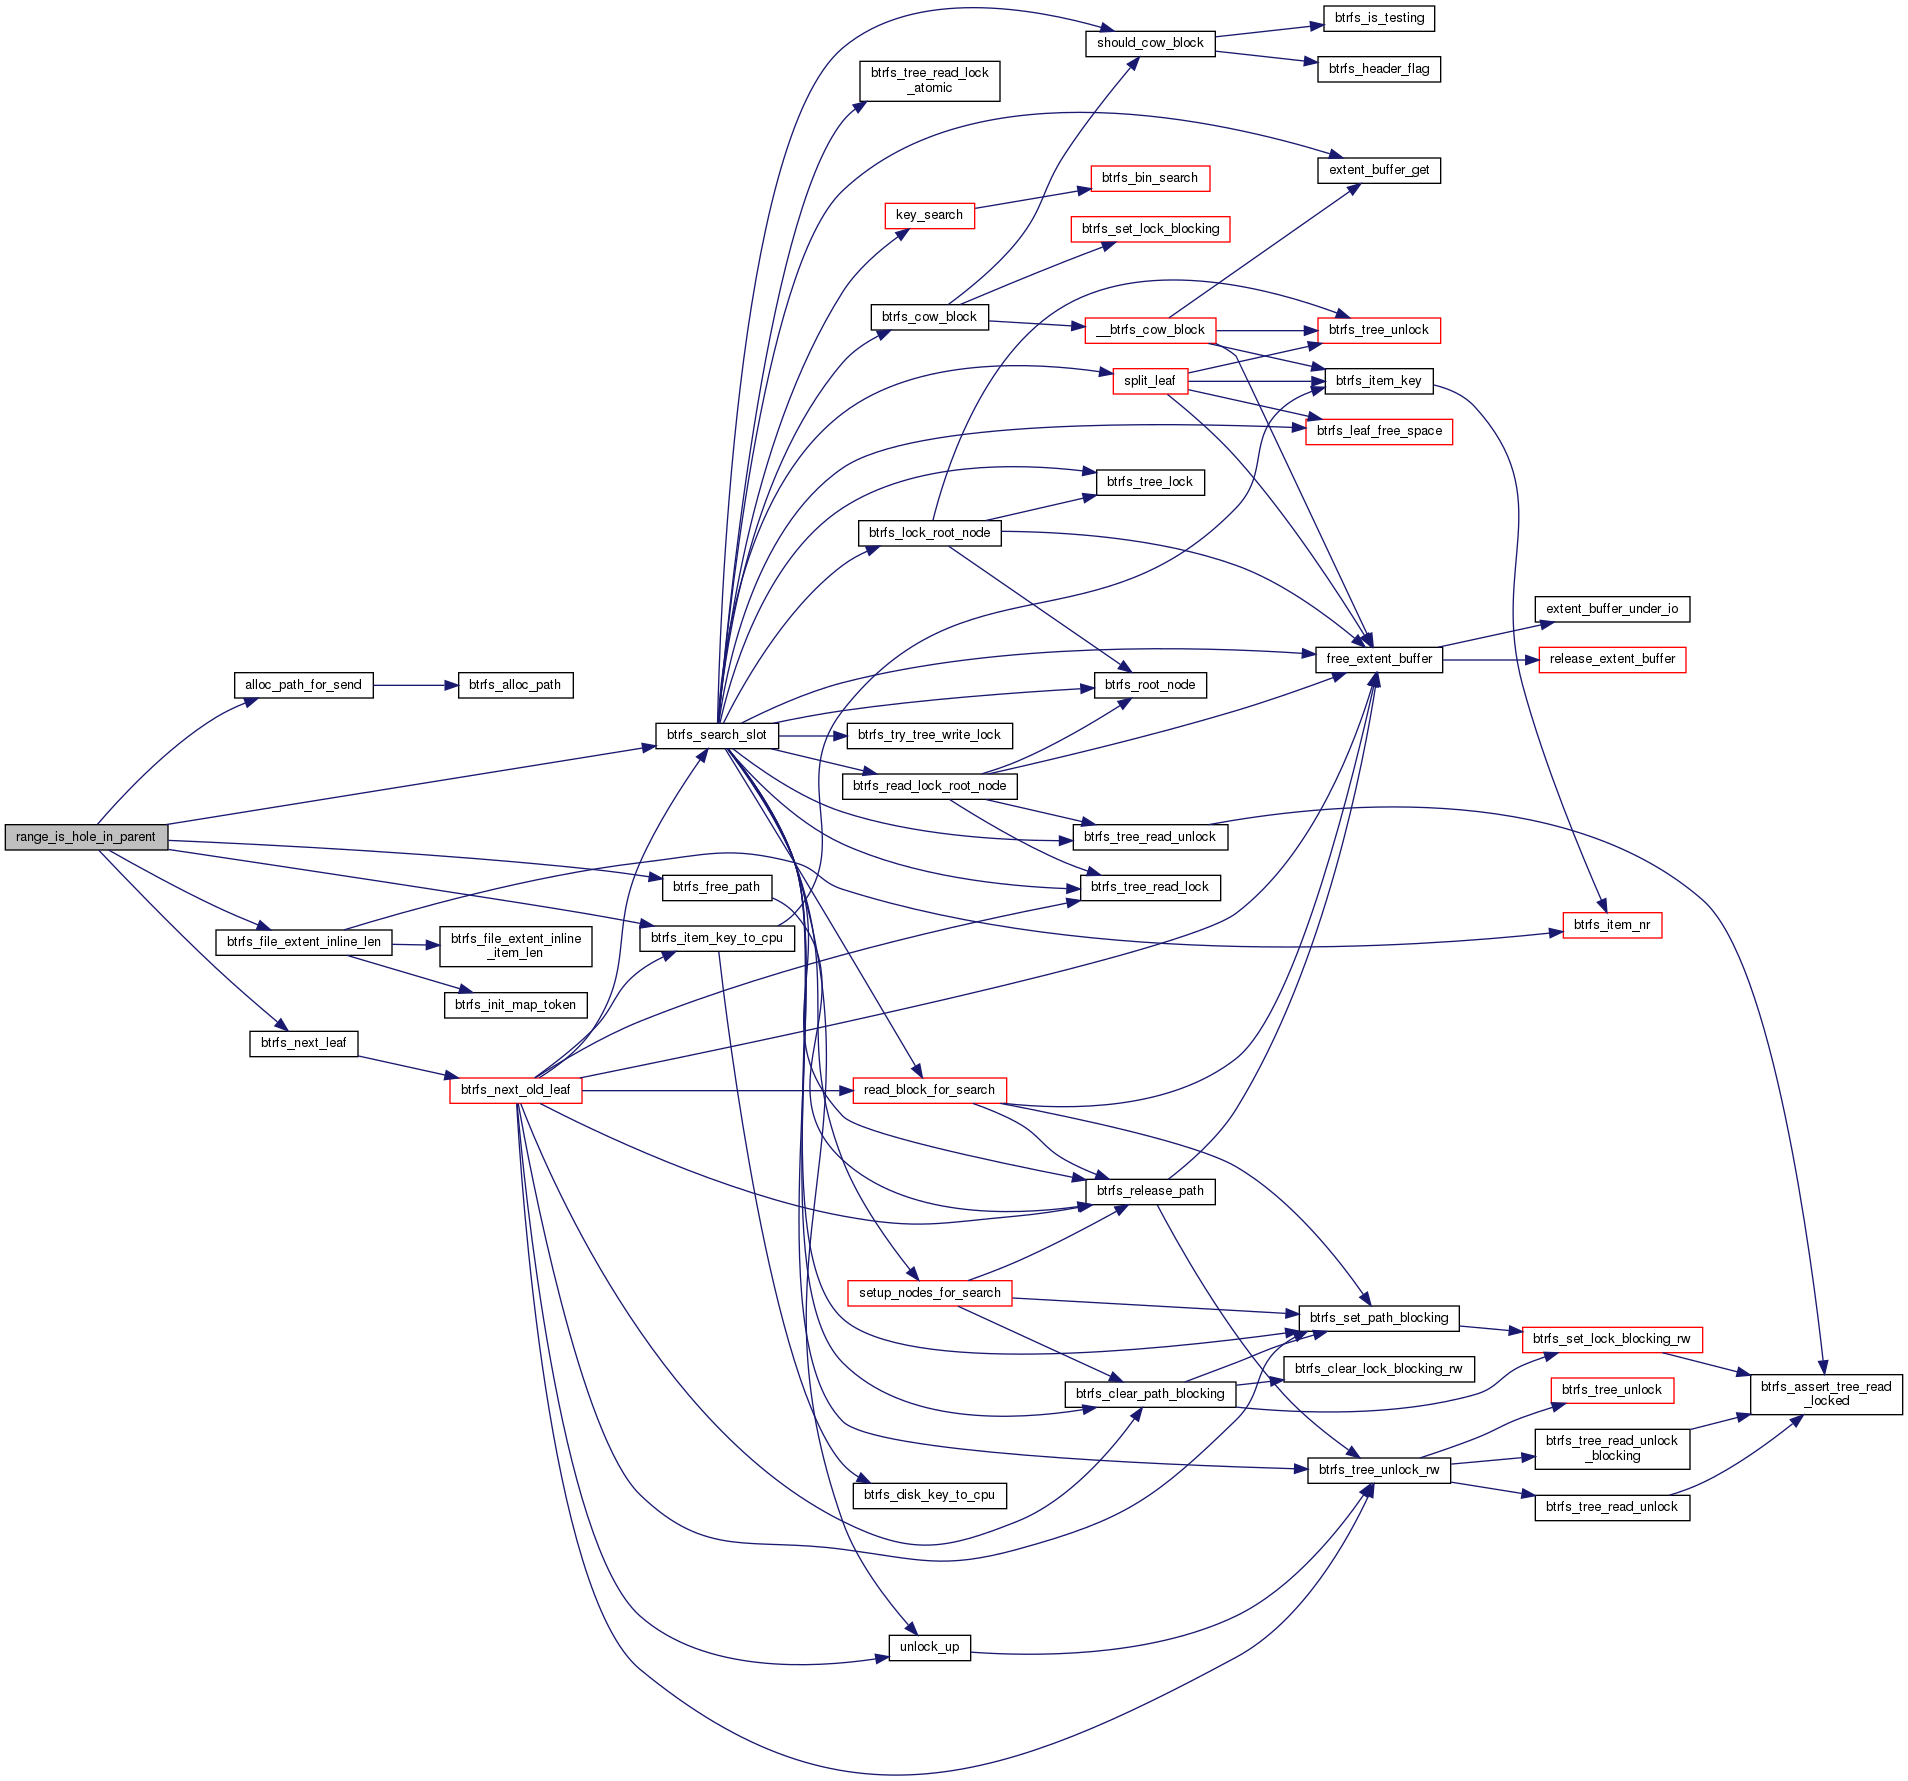 btrfs_is_testing
should_cow_block
btrfs_header_flag
btrfs_tree_read_lock
_atomic
extent_buffer_get
btrfs_bin_search
key_search
btrfs_set_lock_blocking
btrfs_cow_block
__btrfs_cow_block
btrfs_tree_unlock
split_leaf
btrfs_item_key
btrfs_leaf_free_space
btrfs_tree_lock
btrfs_lock_root_node
extent_buffer_under_io
free_extent_buffer
release_extent_buffer
alloc_path_for_send
btrfs_alloc_path
btrfs_root_node
btrfs_search_slot
btrfs_try_tree_write_lock
btrfs_read_lock_root_node
range_is_hole_in_parent
btrfs_tree_read_unlock
btrfs_free_path
btrfs_tree_read_lock
btrfs_item_nr
btrfs_file_extent_inline_len
btrfs_file_extent_inline
_item_len
btrfs_item_key_to_cpu
btrfs_init_map_token
btrfs_next_leaf
btrfs_next_old_leaf
read_block_for_search
btrfs_release_path
setup_nodes_for_search
btrfs_set_path_blocking
btrfs_set_lock_blocking_rw
btrfs_clear_lock_blocking_rw
btrfs_clear_path_blocking
btrfs_tree_unlock
btrfs_assert_tree_read
_locked
btrfs_tree_read_unlock
_blocking
btrfs_tree_unlock_rw
btrfs_disk_key_to_cpu
btrfs_tree_read_unlock
unlock_up